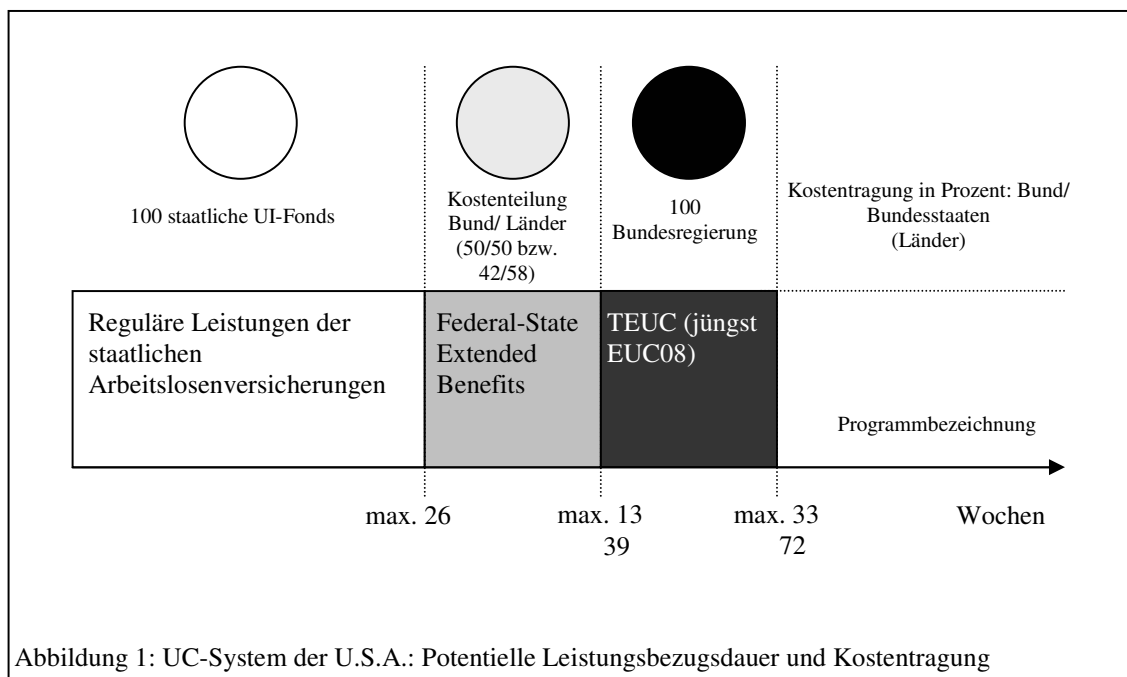 100 staatliche UI-Fonds
Kostenteilung
Bund/ Länder
(50/50 bzw.
42/58)
100
Bundesregierung
Kostentragung in Prozent: Bund/
Bundesstaaten
(Länder)
Reguläre Leistungen der
staatlichen
Arbeitslosenversicherungen
Federal-State
Extended
Benefits
TEUC (jüngst
EUC08)
Programmbezeichnung
max. 26
max. 13
39
max. 33
72
Wochen
Abbildung 1: UC-System der U.S.A.: Potentielle Leistungsbezugsdauer und Kostentragung